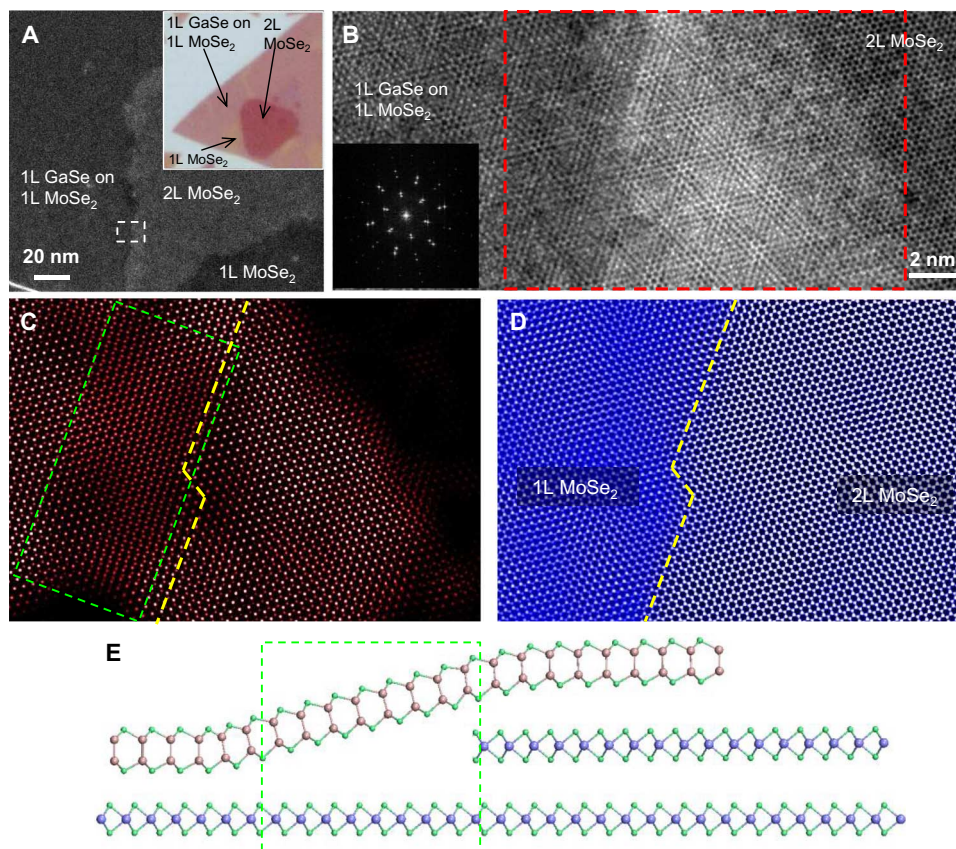 A
1L GaSe on
1L MoSe₂
2L
MoSe₂
1L MoSe₂
1L GaSe on
1L MoSe₂
2L MoSe₂
20 nm
1L MoSe₂
B
2L MoSe₂
1L GaSe on
1L MoSe₂
2 nm
C
D
1L MoSe₂
2L MoSe₂
E